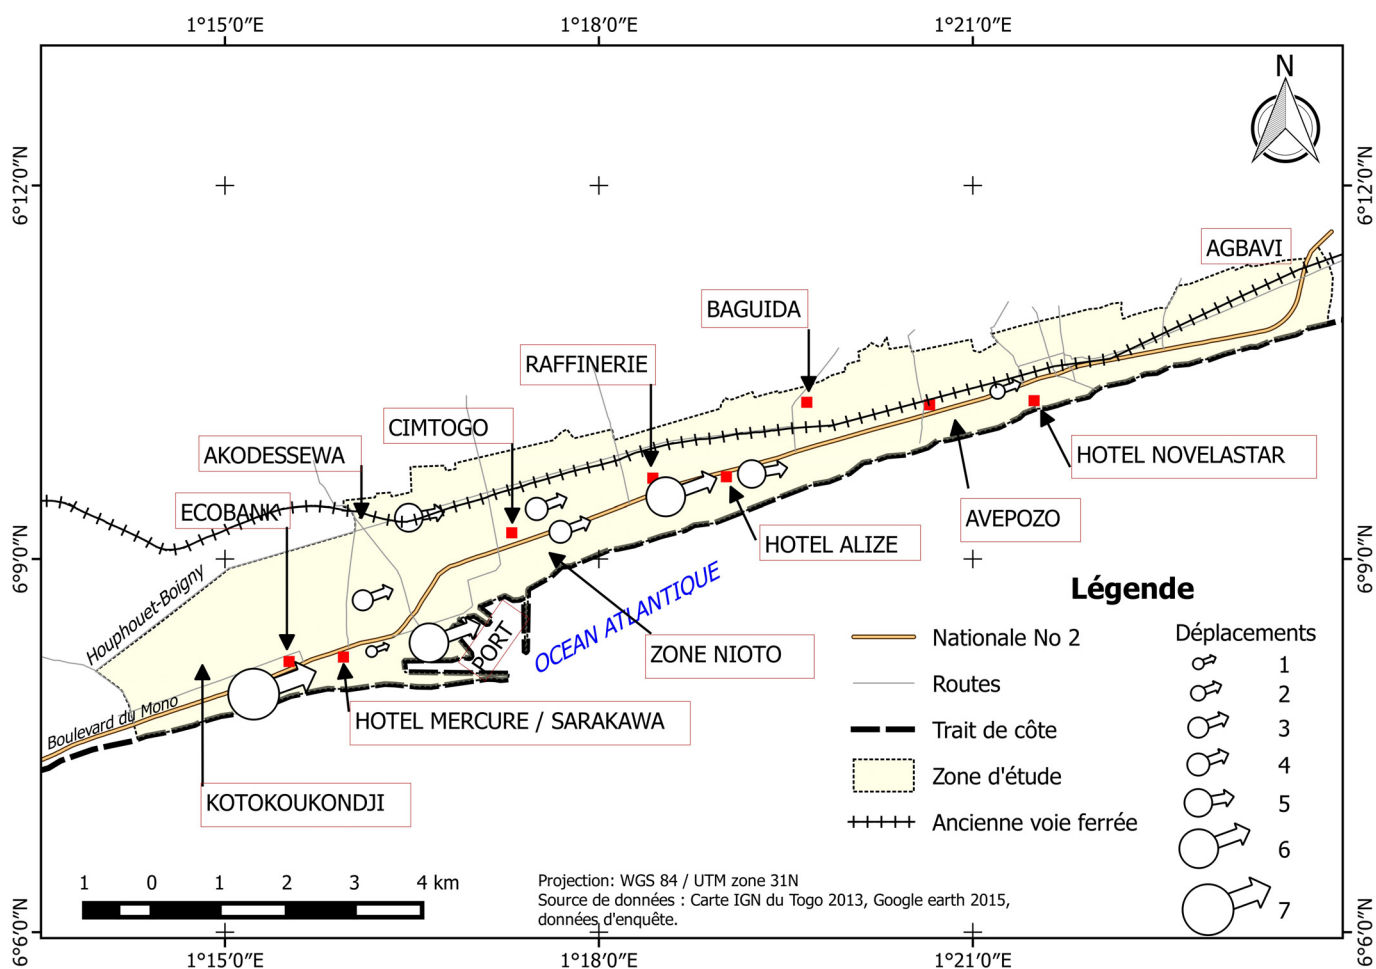 1°15′0″E
1°18′0″E
1°21′0″E
N
6°12′0″N
6°12′0″N
AGBAVI
BAGUIDA
RAFFINERIE
CIMTOGO
AKODESSEWA
HOTEL NOVELASTAR
ECOBANK
AVEPOZO
HOTEL ALIZE
6°9′0″N
6°9′0″N
Houphouet-Boigny
OCEAN ATLANTIQUE
PORT
ZONE NIOTO
Boulevard du Mono
HOTEL MERCURE / SARAKAWA
KOTOKOUKONDJI
Légende
Nationale No 2
Routes
Trait de côte
Zone d'étude
Ancienne voie ferrée
Déplacements
1
2
3
4
5
6
7
1 0 1 2 3 4 km
Projection: WGS 84 / UTM zone 31N
Source de données : Carte IGN du Togo 2013, Google earth 2015,
données d'enquête.
6°6′0″N
6°6′0″N
1°15′0″E
1°18′0″E
1°21′0″E